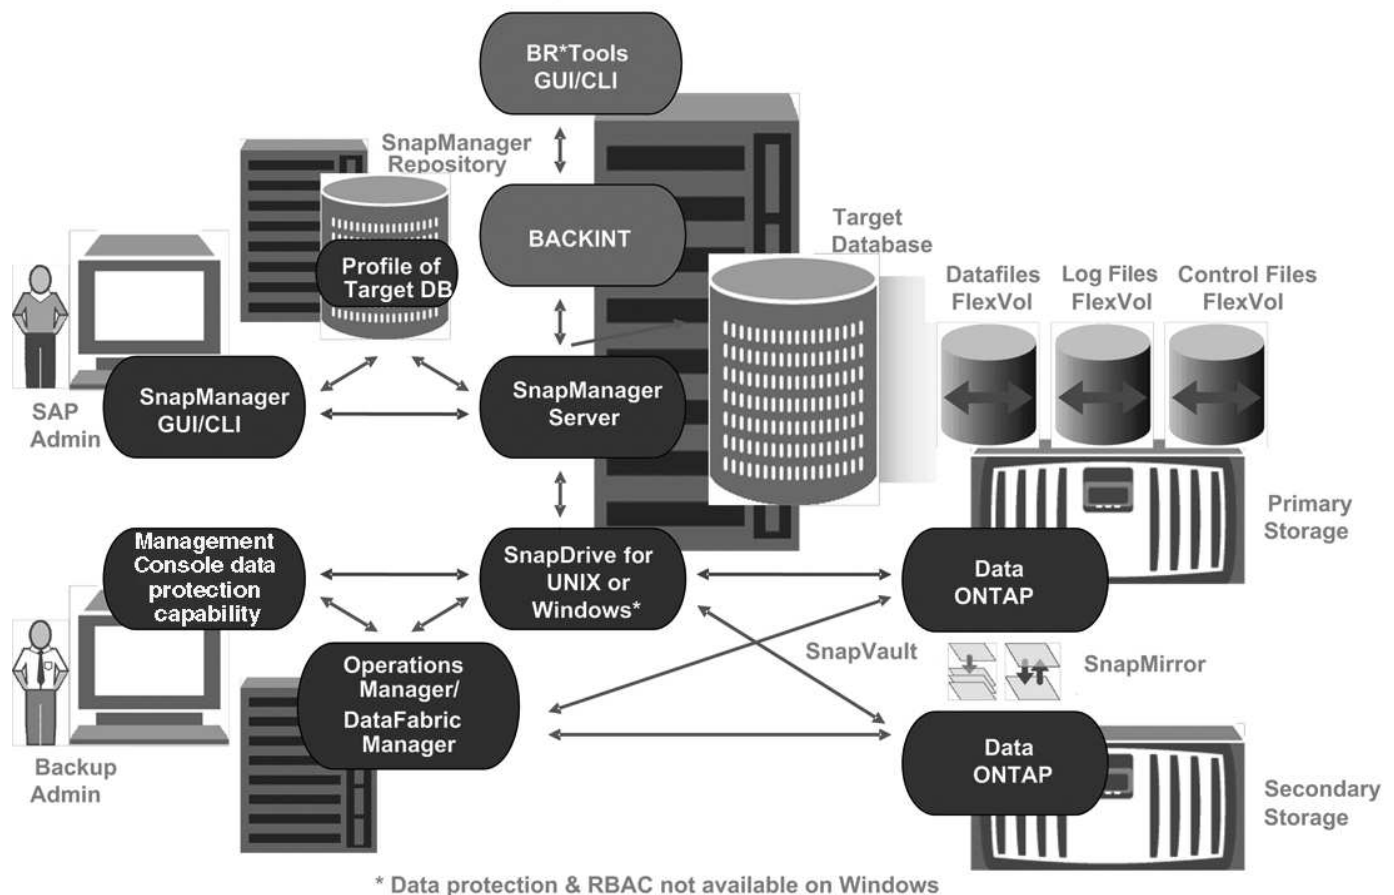 BR*Tools
GUI/CLI
SnapManager
Repository
BACKINT
Target
Database
Profile of
Target DB
Datafiles
FlexVol
Log Files
FlexVol
Control Files
FlexVol
SAP
Admin
SnapManager
GUI/CLI
SnapManager
Server
Primary
Storage
Management
Console data
protection
capability
SnapDrive for
UNIX or
Windows*
Data
ONTAP
SnapVault
SnapMirror
Operations
Manager/
DataFabric
Manager
Data
ONTAP
Backup
Admin
Secondary
Storage
* Data protection & RBAC not available on Windows